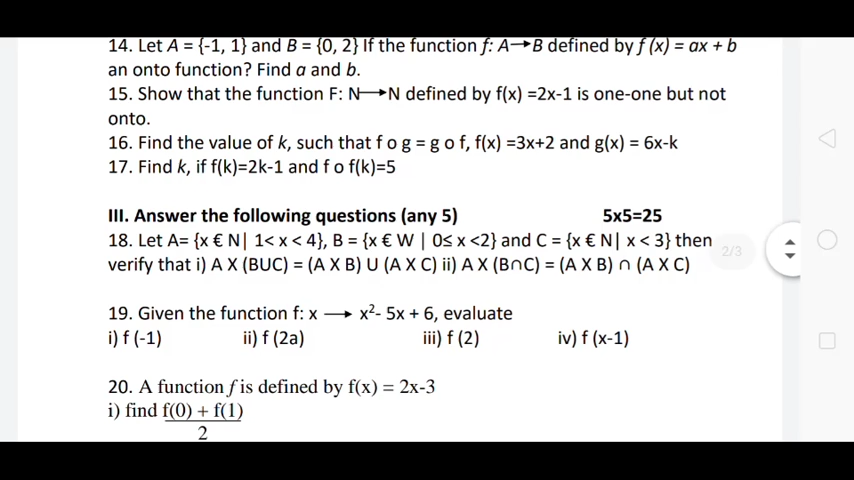 14. Let A = {-1, 1} and B = {0, 2} If the function f: A→B defined by f (x) = ax + b
an onto function? Find a and b.
15. Show that the function F: N→N defined by f(x) =2x-1 is one-one but not
onto.
16. Find the value of k, such that f o g = g o f, f(x) =3x+2 and g(x) = 6x-k
17. Find k, if f(k)=2k-1 and f o f(k)=5
III. Answer the following questions (any 5) 5x5=25
18. Let A= {x € N| 1< x < 4}, B = {x € W | 0≤ x <2} and C = {x € N| x < 3} then
verify that i) A X (BUC) = (A X B) U (A X C) ii) A X (B∩C) = (A X B) ∩ (A X C)
2/3
19. Given the function f: x → x²- 5x + 6, evaluate
i) f (-1) ii) f (2a) iii) f (2) iv) f (x-1)
20. A function f is defined by f(x) = 2x-3
i) find f(0) + f(1)
2